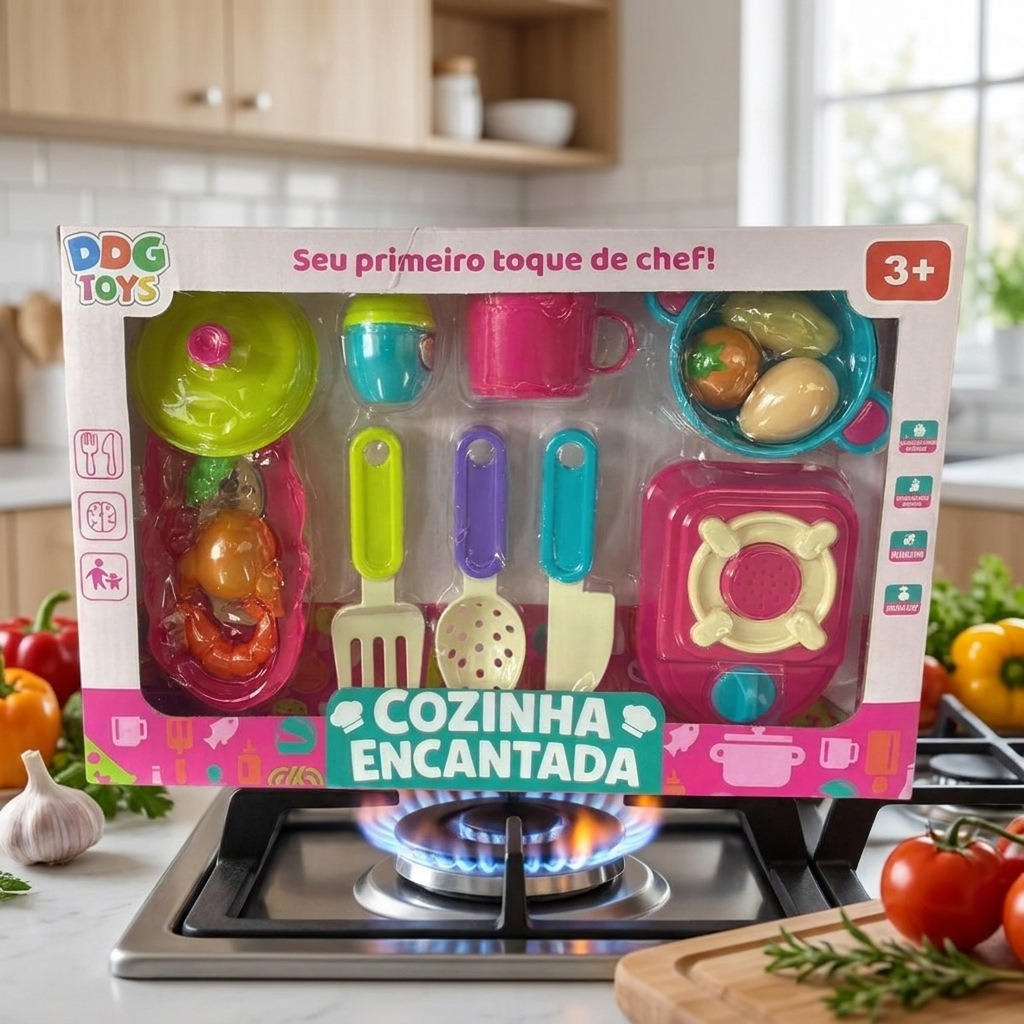 DDG
TOYS
Seu primeiro toque de chef!
3+
COZINHA
ENCANTADA